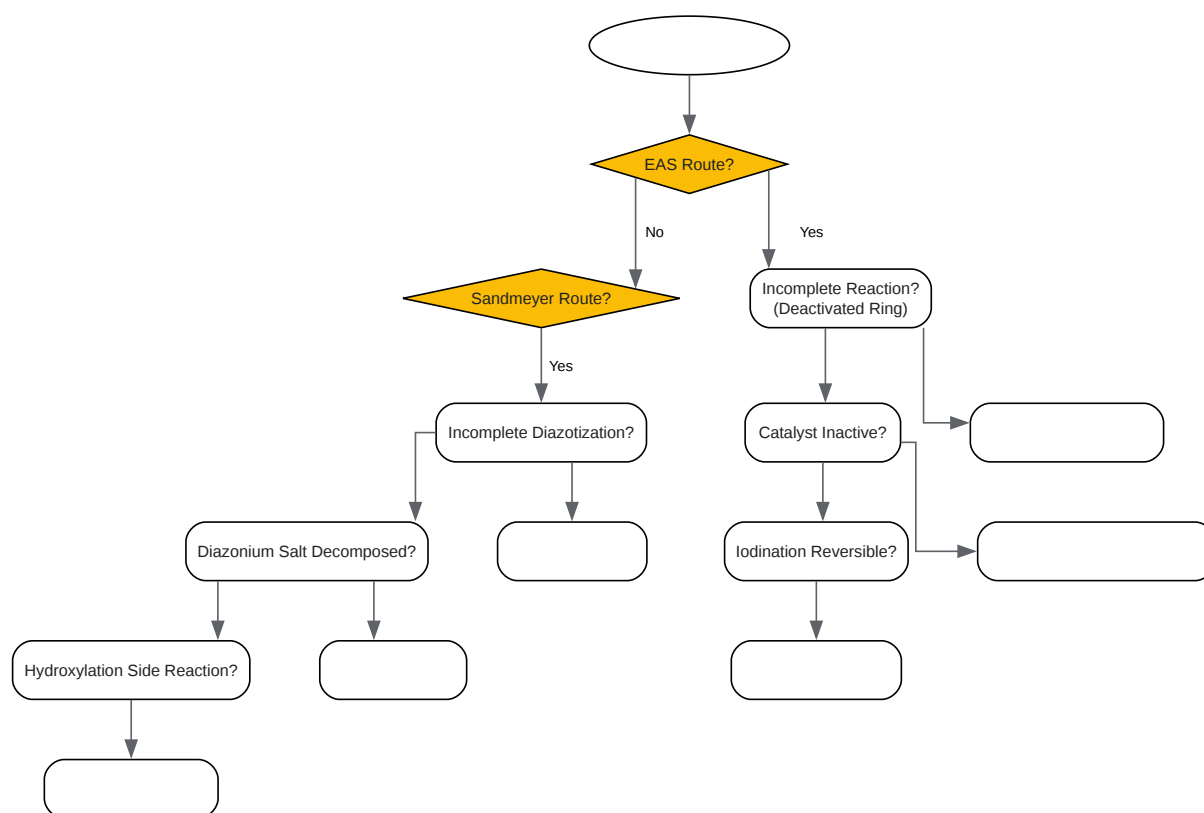 EAS Route?
No
Yes
Sandmeyer Route?
Incomplete Reaction?
(Deactivated Ring)
Yes
Incomplete Diazotization?
Catalyst Inactive?
Diazonium Salt Decomposed?
Iodination Reversible?
Hydroxylation Side Reaction?